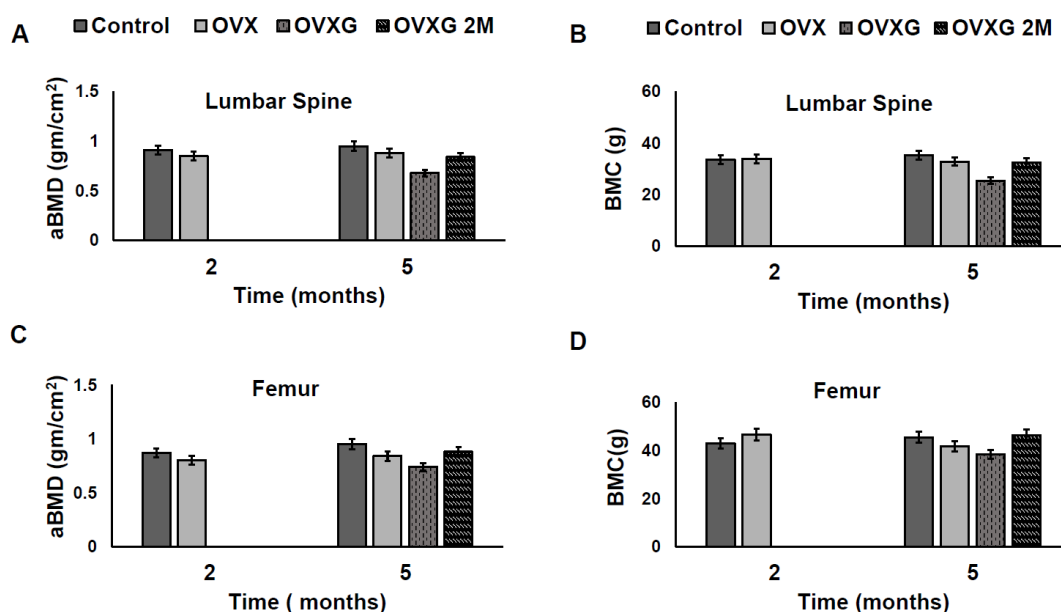 A
Control OVX OVXG OVXG 2M
Lumbar Spine
aBMD (gm/cm²)
1.5
1
0.5
0
2 5
Time (months)
B
Control OVX OVXG OVXG 2M
Lumbar Spine
BMC (g)
60
40
20
0
2 5
Time (months)
C
Femur
aBMD (gm/cm²)
1.5
1
0.5
0
2 5
Time ( months)
D
Femur
BMC(g)
60
40
20
0
2 5
Time (months)